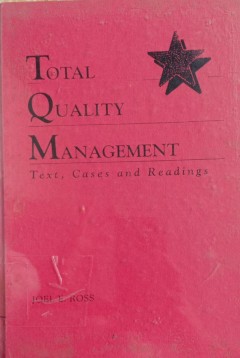 TOTAL
QUALITY
MANAGEMENT
Text, Cases and Readings
JOEL E. ROSS